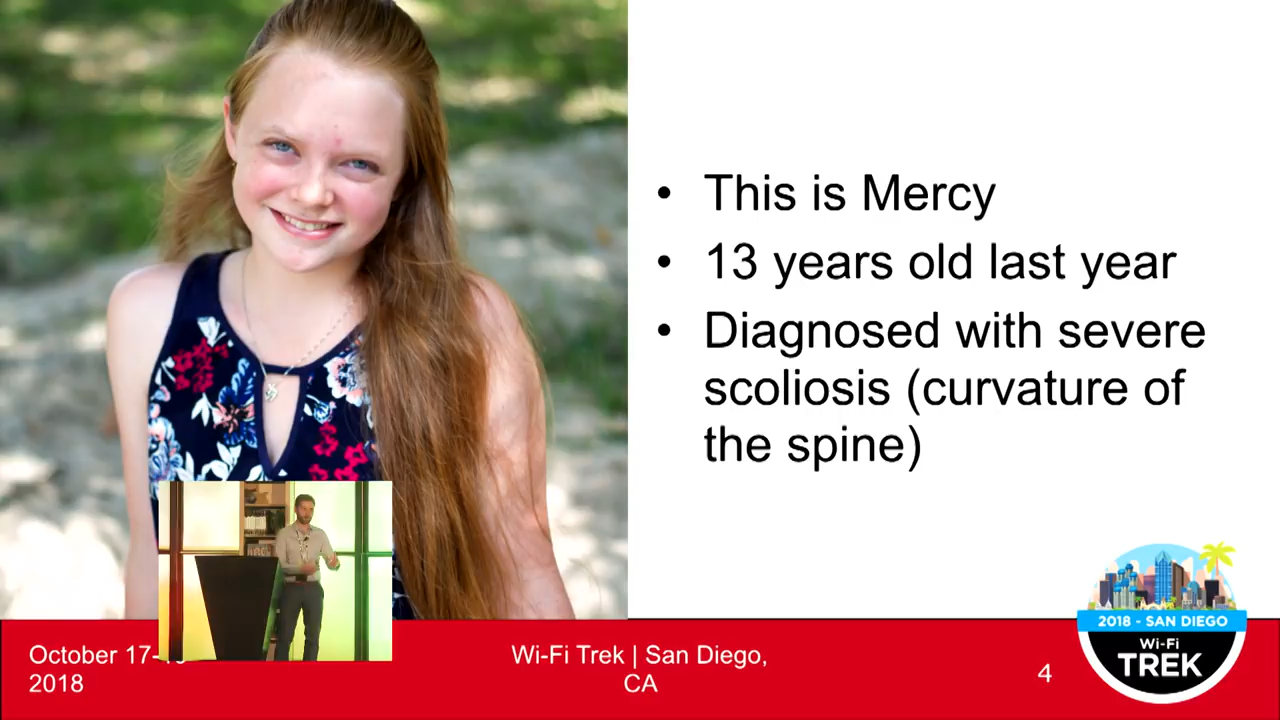 • This is Mercy
• 13 years old last year
• Diagnosed with severe
scoliosis (curvature of
the spine)
October 17-
2018
Wi-Fi Trek | San Diego,
CA
4
2018 - SAN DIEGO
Wi-Fi
TREK